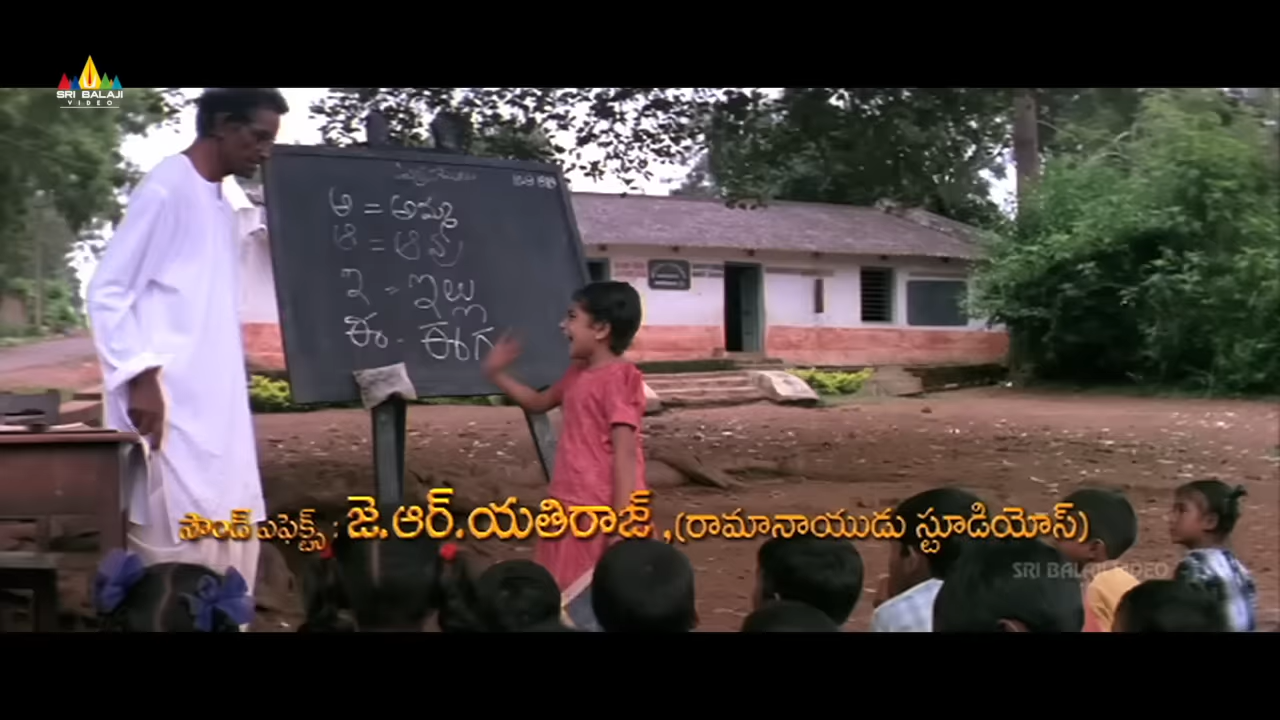 SRI BALAJI
VIDEO
అ = అమ్మ
ఆ = ఆవు
ఇ - ఇల్లు
ఈ - ఈగ
సౌండ్ ఎఫెక్ట్స్ : జె.ఆర్.యతిరాజ్ ,(రామానాయుడు స్టూడియోస్)
SRI BALAJI VIDEO